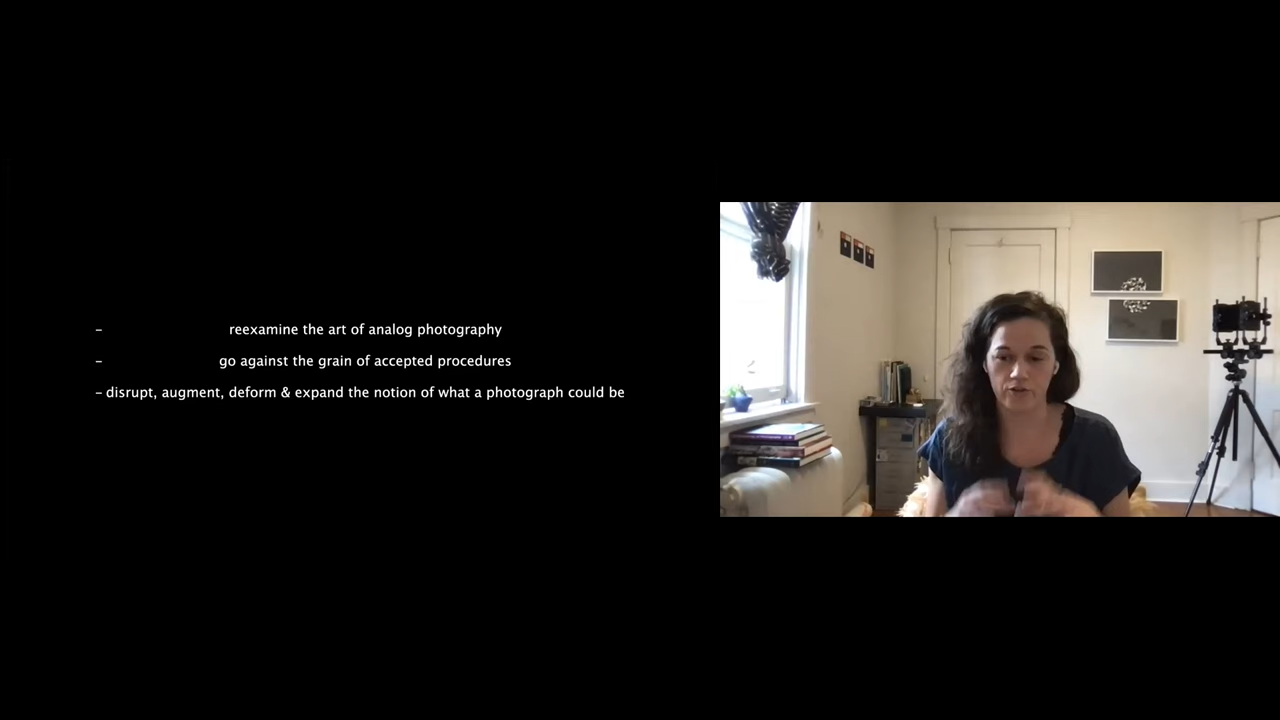 – reexamine the art of analog photography
– go against the grain of accepted procedures
– disrupt, augment, deform & expand the notion of what a photograph could be